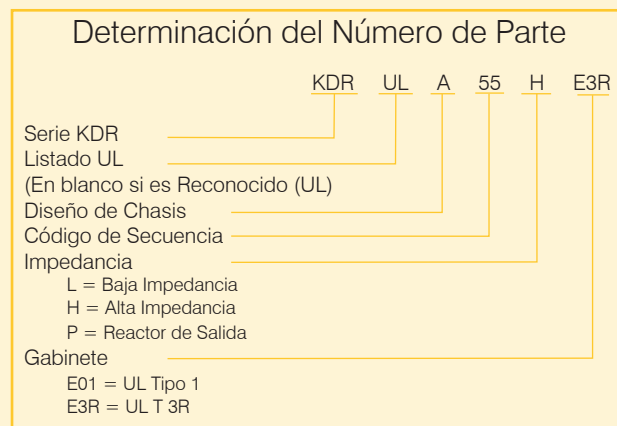 Determinación del Número de Parte
KDR UL A 55 H E3R
Serie KDR
Listado UL
(En blanco si es Reconocido (UL)
Diseño de Chasis
Código de Secuencia
Impedancia
L = Baja Impedancia
H = Alta Impedancia
P = Reactor de Salida
Gabinete
E01 = UL Tipo 1
E3R = UL T 3R